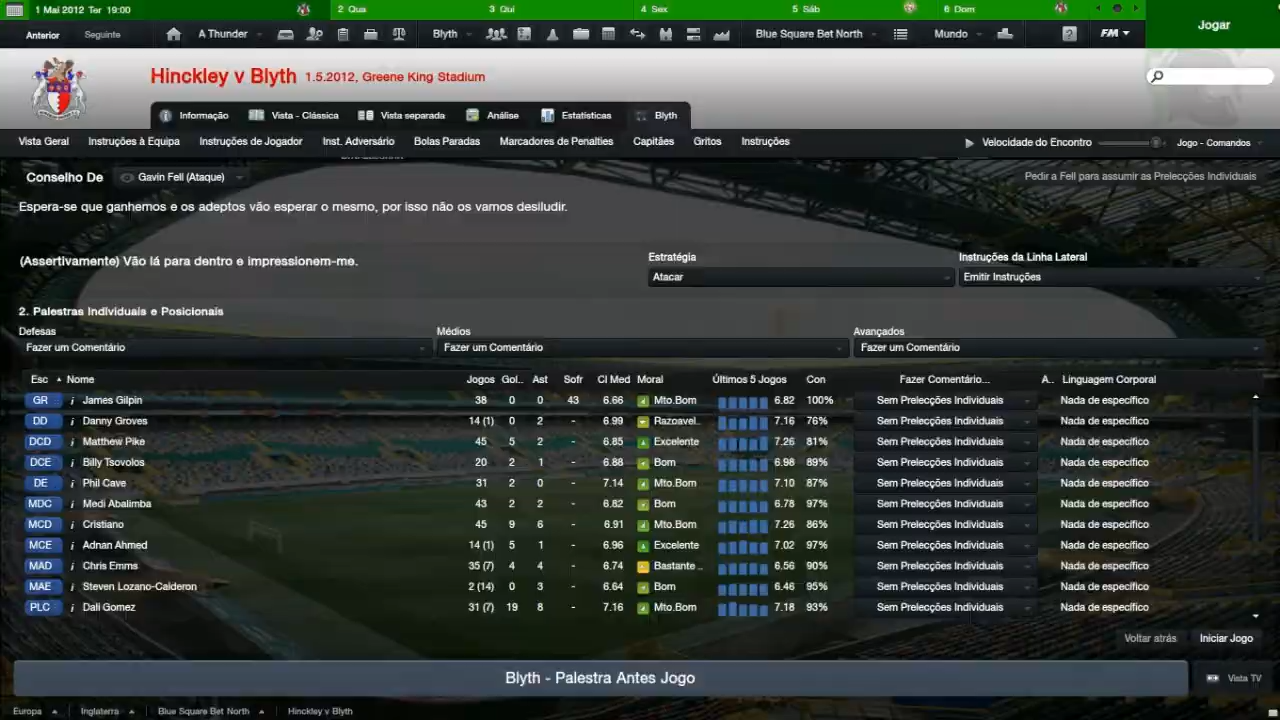 1 Mai 2012 Ter 19:00 2 Qua 3 Qui 4 Sex 5 Sáb 6 Dom
Jogar
Anterior Seguinte A Thunder Blyth Blue Square Bet North Mundo ? FM
Hinckley v Blyth 1.5.2012, Greene King Stadium
Informação Vista - Clássica Vista separada Análise Estatísticas Blyth
Vista Geral Instruções à Equipa Instruções de Jogador Inst. Adversário Bolas Paradas Marcadores de Penalties Capitães Gritos Instruções Velocidade do Encontro Jogo - Comandos
Conselho De Gavin Fell (Ataque) Pedir a Fell para assumir as Prelecções Individuais
Espera-se que ganhemos e os adeptos vão esperar o mesmo, por isso não os vamos desiludir.
Estratégia Instruções da Linha Lateral
(Assertivamente) Vão lá para dentro e impressionem-me.
Atacar Emitir Instruções
2. Palestras Individuais e Posicionais
Defesas Médios Avançados
Fazer um Comentário Fazer um Comentário Fazer um Comentário
Esc Nome Jogos Gol.. Ast Sofr Cl Med Moral Últimos 5 Jogos Con Fazer Comentário... A.. Linguagem Corporal
GR i James Gilpin 38 0 0 43 6.66 Mto.Bom 6.82 100% Sem Prelecções Individuais Nada de específico
DD i Danny Groves 14 (1) 0 2 - 6.99 Razoavel.. 7.16 76% Sem Prelecções Individuais Nada de específico
DCD i Matthew Pike 45 5 2 - 6.85 Excelente 7.26 81% Sem Prelecções Individuais Nada de específico
DCE i Billy Tsovolos 20 2 1 - 6.88 Bom 6.98 89% Sem Prelecções Individuais Nada de específico
DE i Phil Cave 31 2 0 - 7.14 Mto.Bom 7.10 87% Sem Prelecções Individuais Nada de específico
MDC i Medi Abalimba 43 2 2 - 6.82 Bom 6.78 97% Sem Prelecções Individuais Nada de específico
MCD i Cristiano 45 9 6 - 6.91 Mto.Bom 7.26 86% Sem Prelecções Individuais Nada de específico
MCE i Adnan Ahmed 14 (1) 5 1 - 6.96 Excelente 7.02 97% Sem Prelecções Individuais Nada de específico
MAD i Chris Emms 35 (7) 4 4 - 6.74 Bastante .. 6.56 90% Sem Prelecções Individuais Nada de específico
MAE i Steven Lozano-Calderon 2 (14) 0 3 - 6.64 Bom 6.46 95% Sem Prelecções Individuais Nada de específico
PLC i Dali Gomez 31 (7) 19 8 - 7.16 Mto.Bom 7.18 93% Sem Prelecções Individuais Nada de específico
Voltar atrás Iniciar Jogo
Blyth - Palestra Antes Jogo Vista TV
Europa Inglaterra Blue Square Bet North Hinckley v Blyth